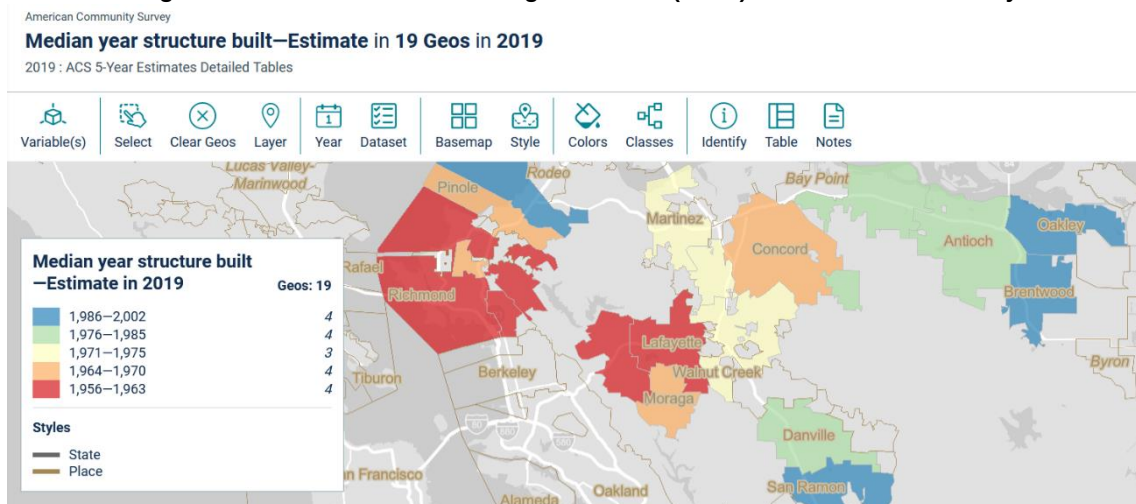 American Community Survey
Median year structure built—Estimate in 19 Geos in 2019
2019 : ACS 5-Year Estimates Detailed Tables
Variable(s) Select Clear Geos Layer Year Dataset Basemap Style Colors Classes Identify Table Notes
Lucas Valley-
Marinwood
Rodeo
Pinole
Bay Point
Martinez
Oakley
Concord
Antioch
Median year structure built
—Estimate in 2019 Geos: 19
Rafael
Richmond
Brentwood
1,986—2,002 4
1,976—1,985 4
1,971—1,975 3
1,964—1,970 4
1,956—1,963 4
Lafayette
Byron
Tiburon
Berkeley
Walnut Creek
Moraga
Styles
State
Place
80
580
Danville
n Francisco
Oakland
San Ramon
Alameda